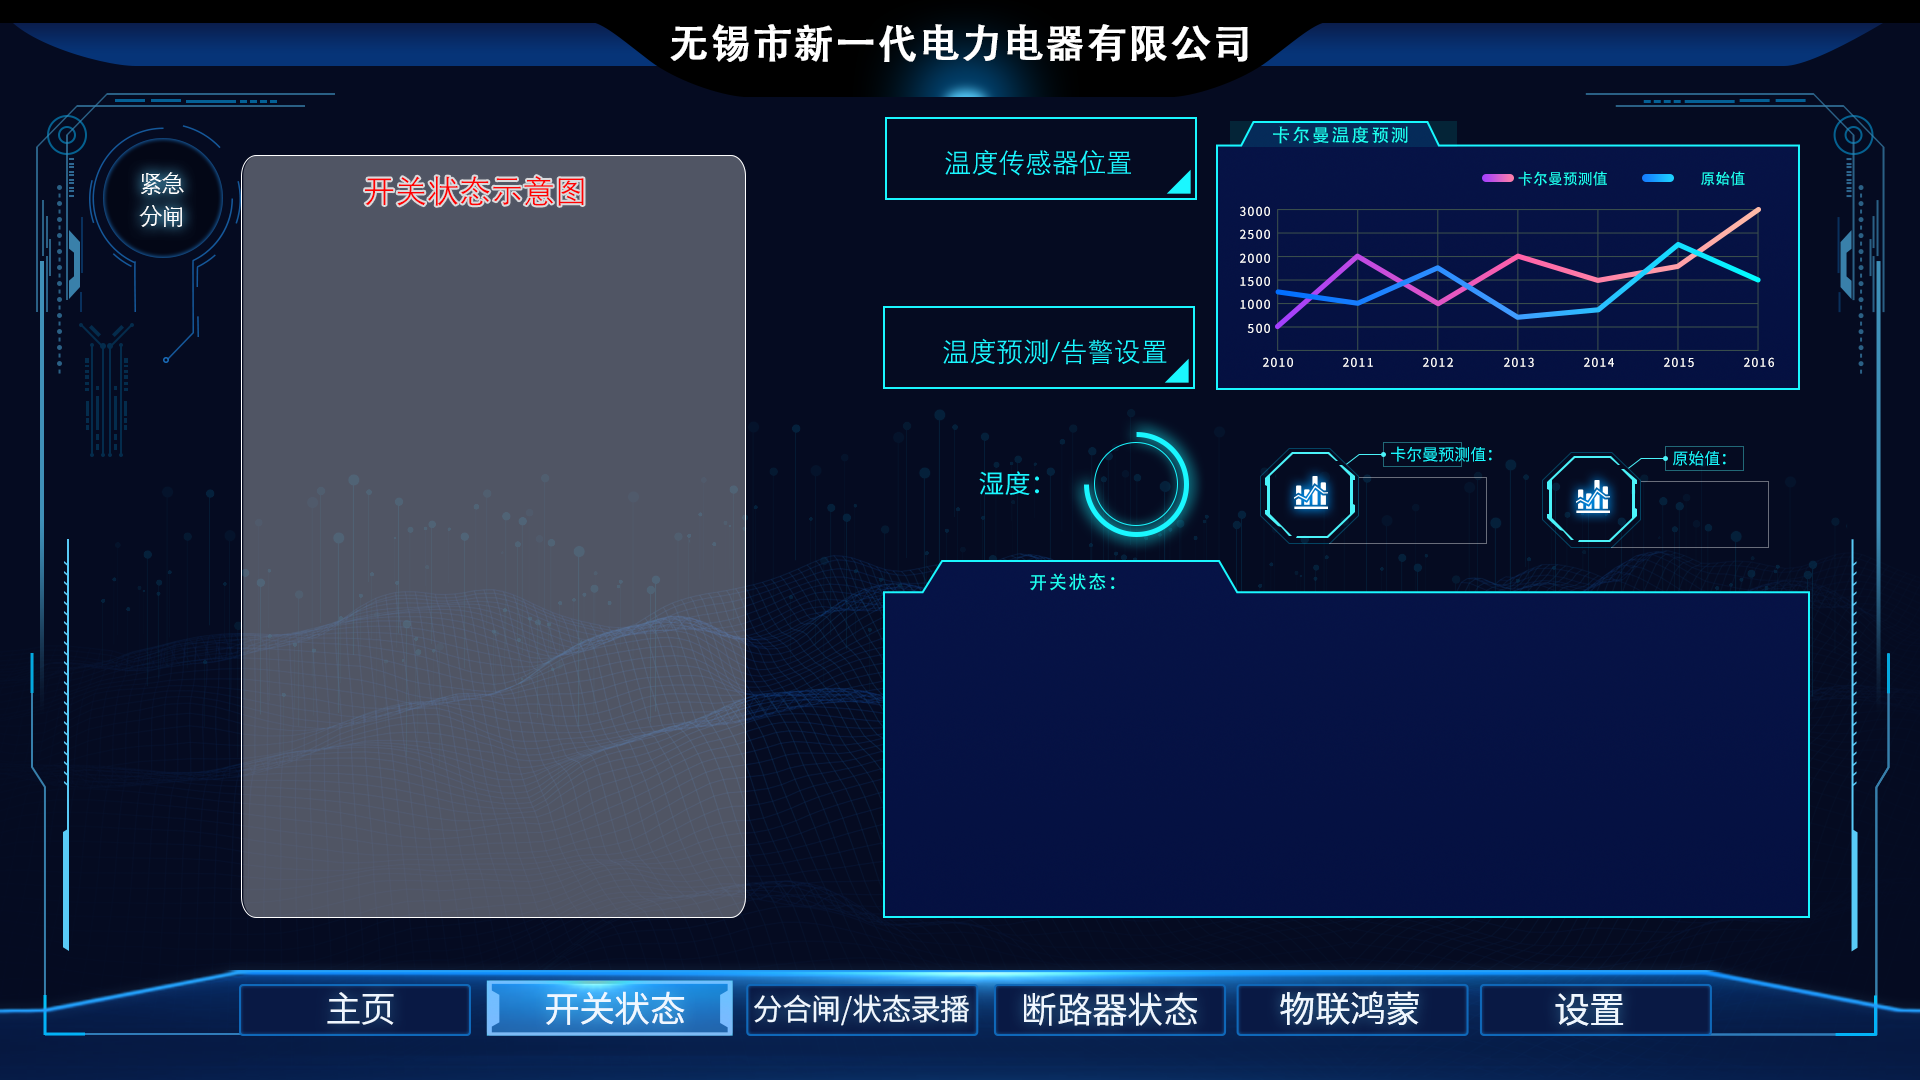 无锡市新一代电力电器有限公司
紧急
分闸
开关状态示意图
温度传感器位置
温度预测/告警设置
卡尔曼温度预测
卡尔曼预测值
原始值
3000
2500
2000
1500
1000
500
2010 2011 2012 2013 2014 2015 2016
湿度：
卡尔曼预测值：
原始值：
开关状态：
主页
开关状态
分合闸/状态录播
断路器状态
物联鸿蒙
设置